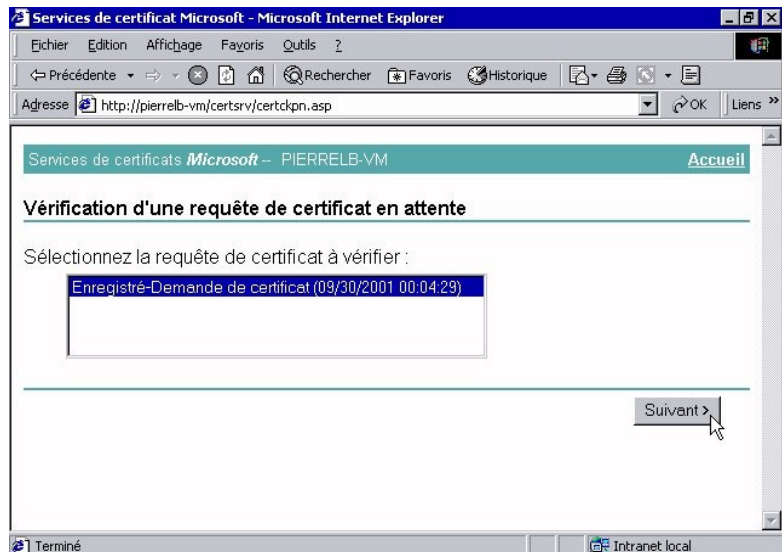 Services de certificat Microsoft - Microsoft Internet Explorer
Fichier Edition Affichage Favoris Outils ?
Précédente Rechercher Favoris Historique
Adresse http://pierrelb-vm/certsrv/certckpn.asp OK Liens »
Services de certificats Microsoft -- PIERRELB-VM Accueil
Vérification d'une requête de certificat en attente
Sélectionnez la requête de certificat à vérifier :
Enregistré-Demande de certificat (09/30/2001 00:04:29)
Suivant >
Terminé Intranet local